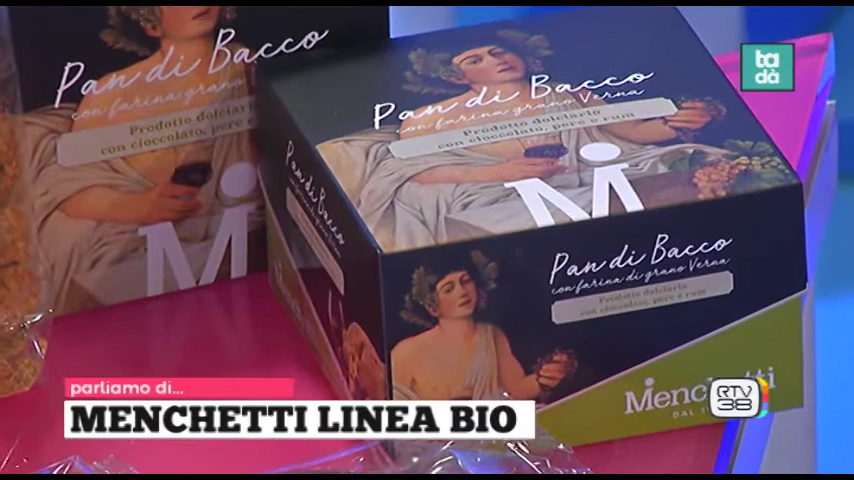 Pan di Bacco
con farina grano
Prodotto dolciario
con cioccolato, pere e rum
M
Pan di Bacco
con farina grano Verna
Prodotto dolciario
con cioccolato, pere e rum
M
Pan di Bacco
Pan di Bacco
con farina di grano Verna
Prodotto dolciario
con cioccolato, pere e rum
Menchetti
DAL
ta
dà
RTV
38
parliamo di...
MENCHETTI LINEA BIO